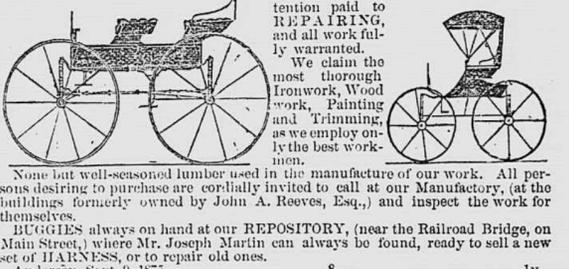 tention paid to
REPAIRING,
and all work ful-
ly warranted.
We claim the
most thorough
Ironwork, Wood
work, Painting
and Trimming,
as we employ on-
ly the best work-
men.
None but well-seasoned lumber used in the manufacture of our work. All per-
sons desiring to purchase are cordially invited to call at our Manufactory, (at the
buildings formerly owned by John A. Reeves, Esq.,) and inspect the work for
themselves.
BUGGIES always on hand at our REPOSITORY, (near the Railroad Bridge, on
Main Street,) where Mr. Joseph Martin can always be found, ready to sell a new
set of HARNESS, or to repair old ones.